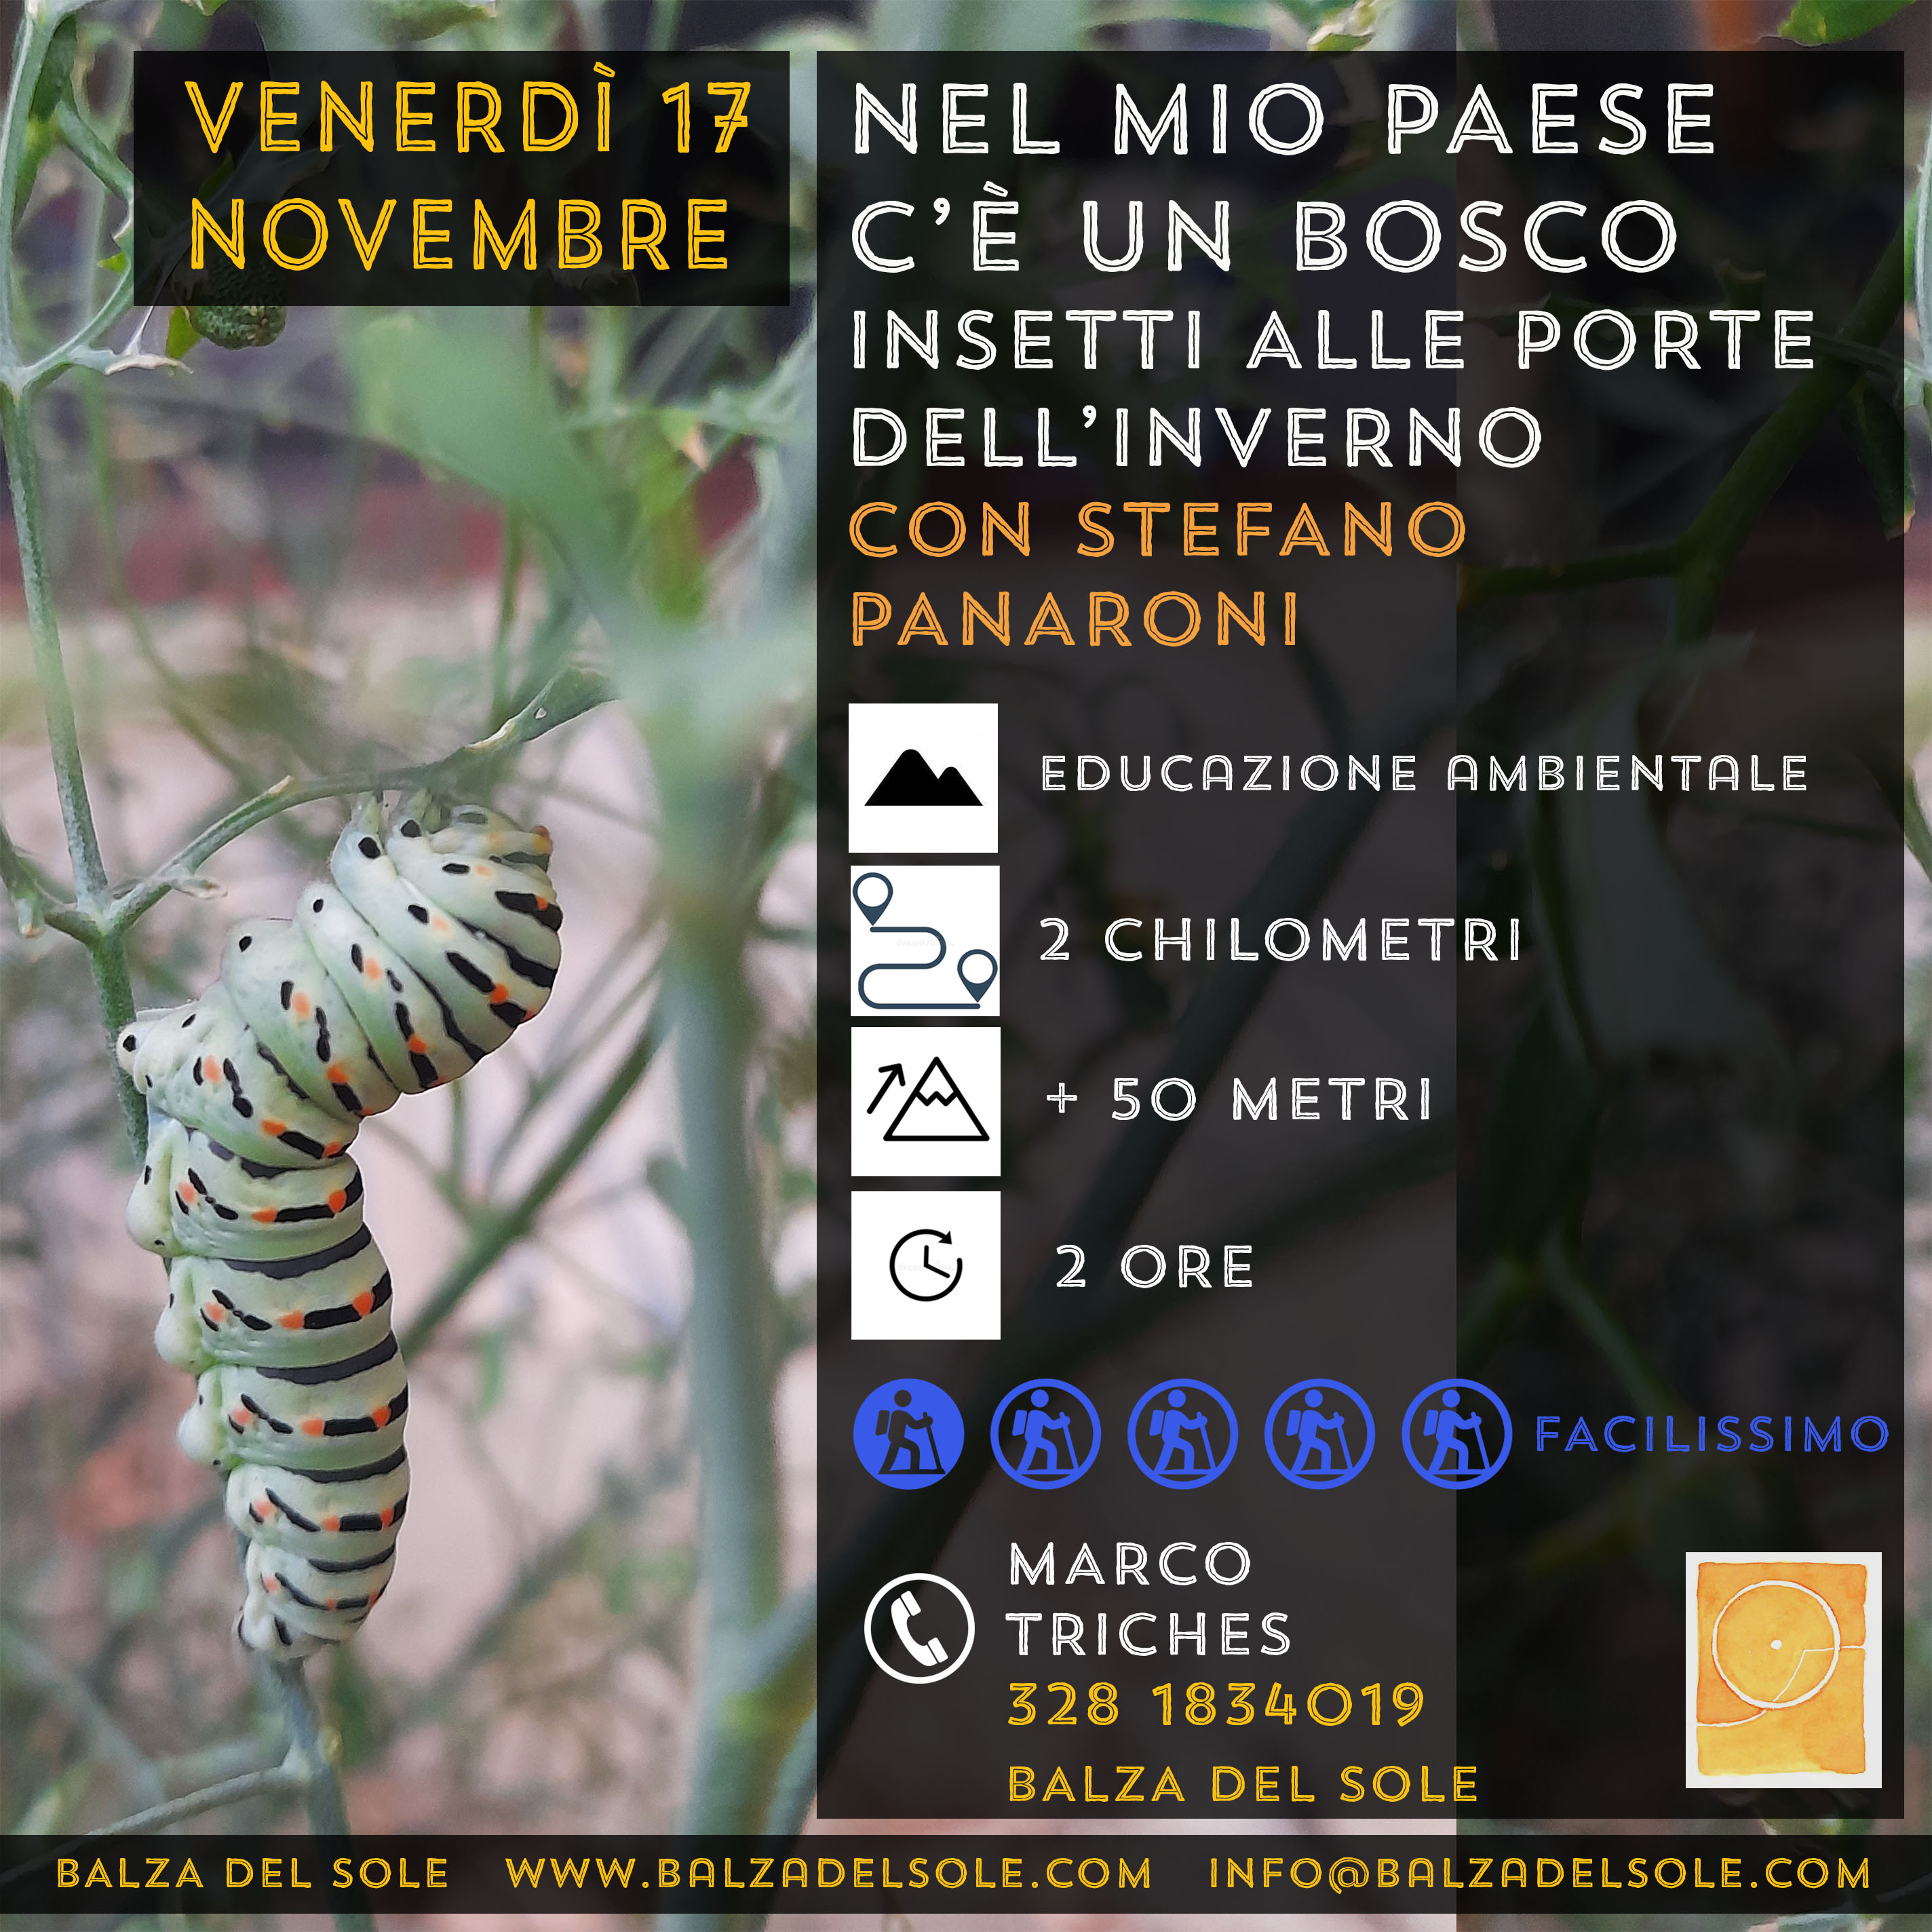 VENERDÌ 17
NOVEMBRE
NEL MIO PAESE
C'È UN BOSCO
INSETTI ALLE PORTE
DELL'INVERNO
CON STEFANO
PANARONI
EDUCAZIONE AMBIENTALE
2 CHILOMETRI
+ 50 METRI
2 ORE
FACILISSIMO
MARCO
TRICHES
328 1834019
BALZA DEL SOLE
BALZA DEL SOLE WWW.BALZADELSOLE.COM INFO@BALZADELSOLE.COM